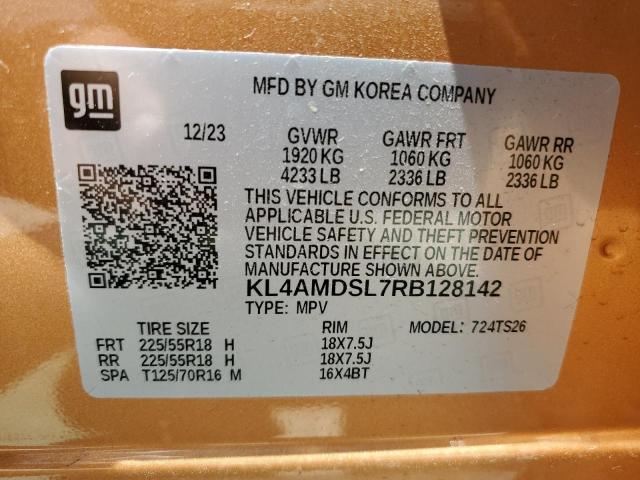 gm
MFD BY GM KOREA COMPANY
12/23 GVWR GAWR FRT GAWR RR
1920 KG 1060 KG 1060 KG
4233 LB 2336 LB 2336 LB
THIS VEHICLE CONFORMS TO ALL
APPLICABLE U.S. FEDERAL MOTOR
VEHICLE SAFETY AND THEFT PREVENTION
STANDARDS IN EFFECT ON THE DATE OF
MANUFACTURE SHOWN ABOVE.
KL4AMDSL7RB128142
TYPE: MPV
TIRE SIZE RIM MODEL: 724TS26
FRT 225/55R18 H 18X7.5J
RR 225/55R18 H 18X7.5J
SPA T125/70R16 M 16X4BT